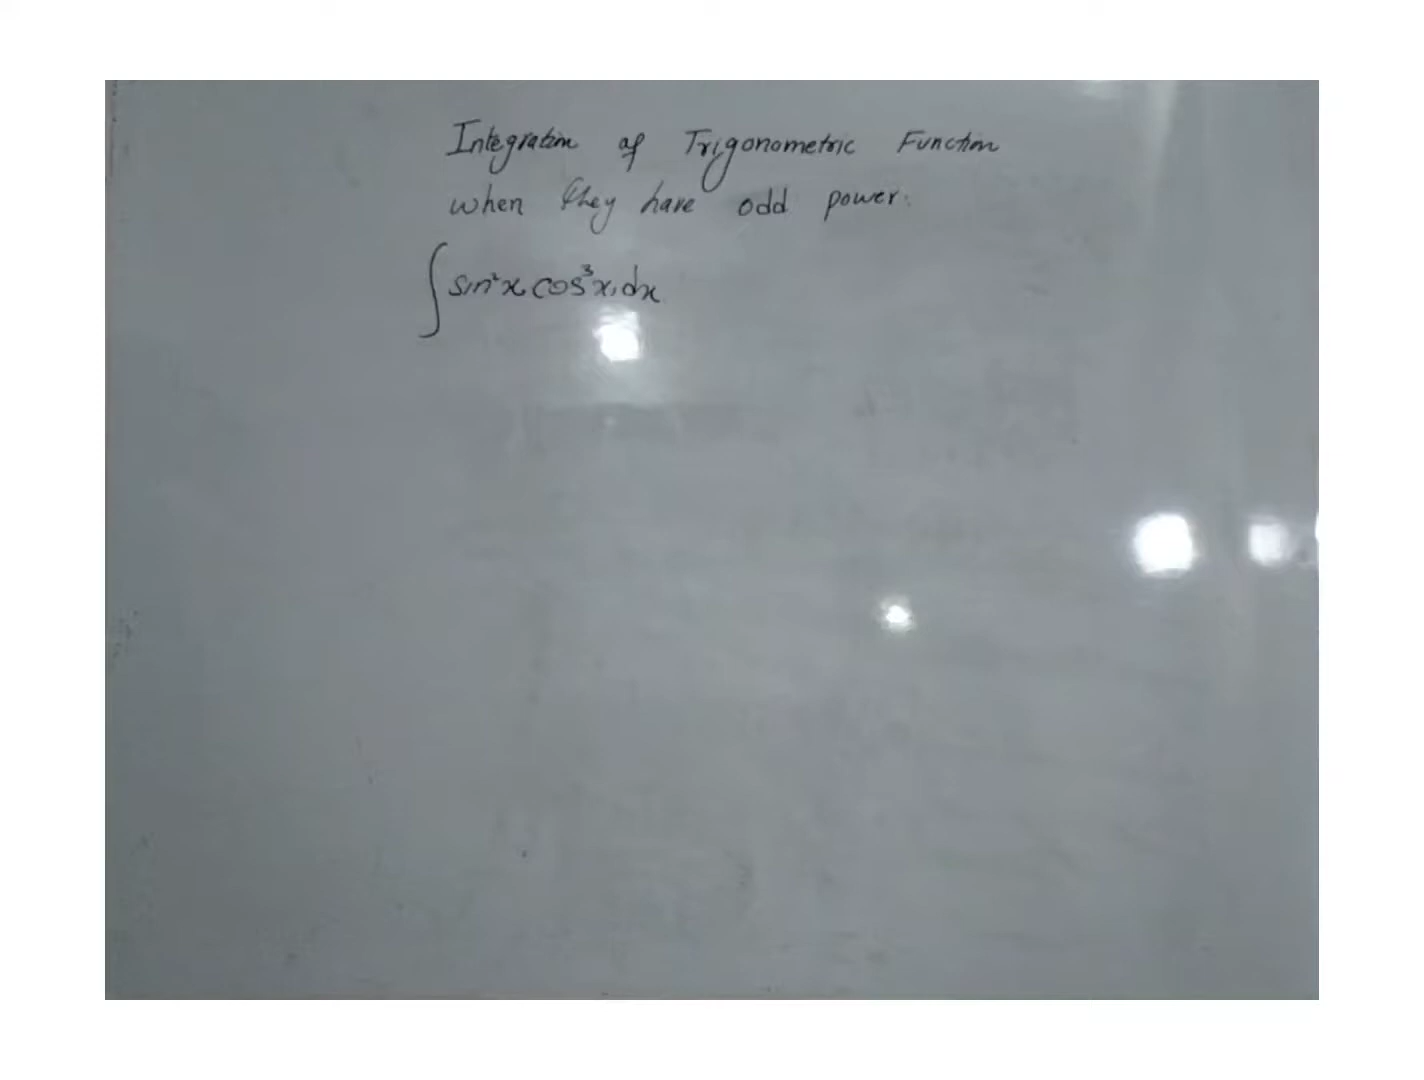 Integration of Trigonometric Function
when they have odd power.
∫ sin²x cos³x dx